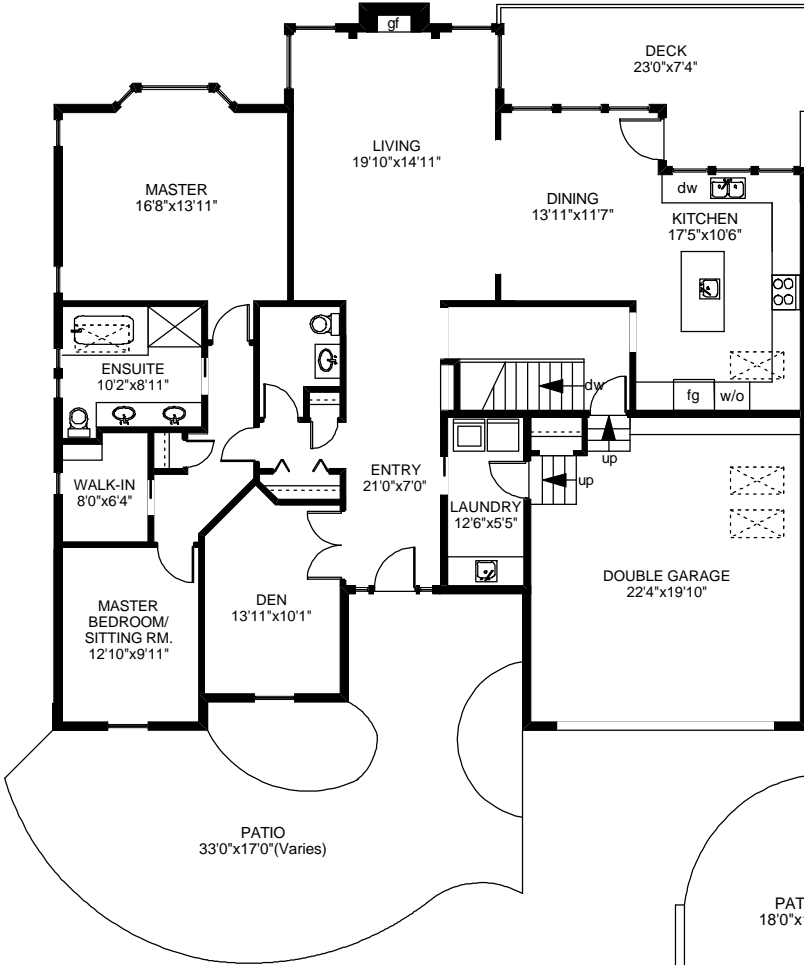 gf
DECK
23'0"x7'4"
LIVING
19'10"x14'11"
MASTER
16'8"x13'11"
DINING
13'11"x11'7"
dw
KITCHEN
17'5"x10'6"
ENSUITE
10'2"x8'11"
dw
fg
w/o
up
up
WALK-IN
8'0"x6'4"
ENTRY
21'0"x7'0"
LAUNDRY
12'6"x5'5"
DOUBLE GARAGE
22'4"x19'10"
DEN
13'11"x10'1"
MASTER
BEDROOM/
SITTING RM.
12'10"x9'11"
PATIO
33'0"x17'0"(Varies)
PAT
18'0"x